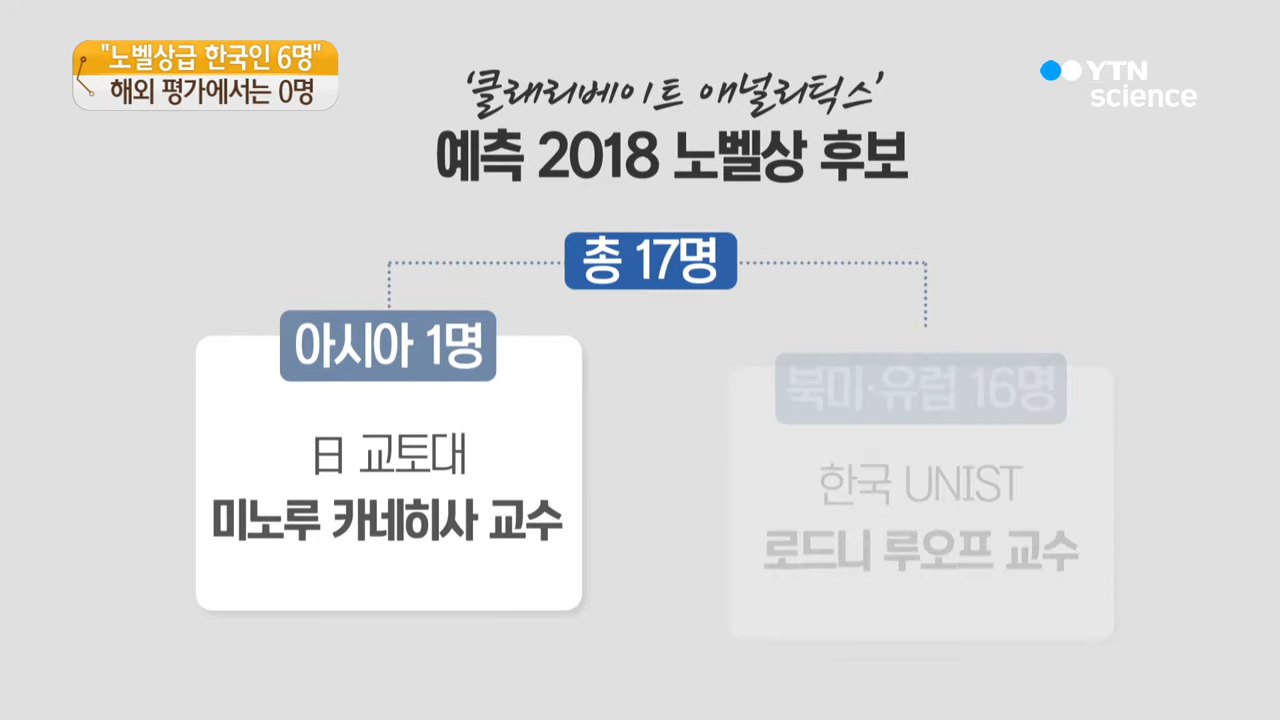 "노벨상급 한국인 6명"
해외 평가에서는 0명
YTN
science
'클래리베이트 애널리틱스'
예측 2018 노벨상 후보
총 17명
아시아 1명
日 교토대
미노루 카네히사 교수
북미·유럽 16명
한국 UNIST
로드니 루오프 교수